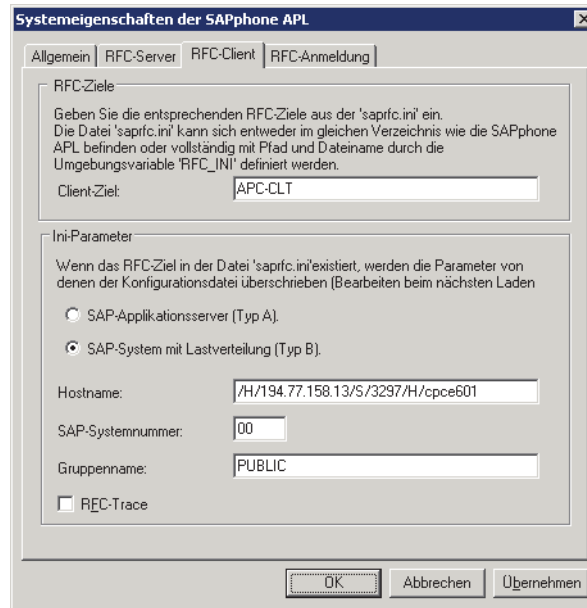 Systemeigenschaften der SAPphone APL
Allgemein RFC-Server RFC-Client RFC-Anmeldung
RFC-Ziele
Geben Sie die entsprechenden RFC-Ziele aus der 'saprfc.ini' ein.
Die Datei 'saprfc.ini' kann sich entweder im gleichen Verzeichnis wie die SAPphone
APL befinden oder vollständig mit Pfad und Dateiname durch die
Umgebungsvariable 'RFC_INI' definiert werden.
Client-Ziel: APC-CLT
Ini-Parameter
Wenn das RFC-Ziel in der Datei 'saprfc.ini'existiert, werden die Parameter von
denen der Konfigurationsdatei überschrieben (Bearbeiten beim nächsten Laden
SAP-Applikationsserver (Typ A).
SAP-System mit Lastverteilung (Typ B).
Hostname: /H/194.77.158.13/S/3297/H/cpce601
SAP-Systemnummer: 00
Gruppenname: PUBLIC
RFC-Trace
OK Abbrechen Übernehmen